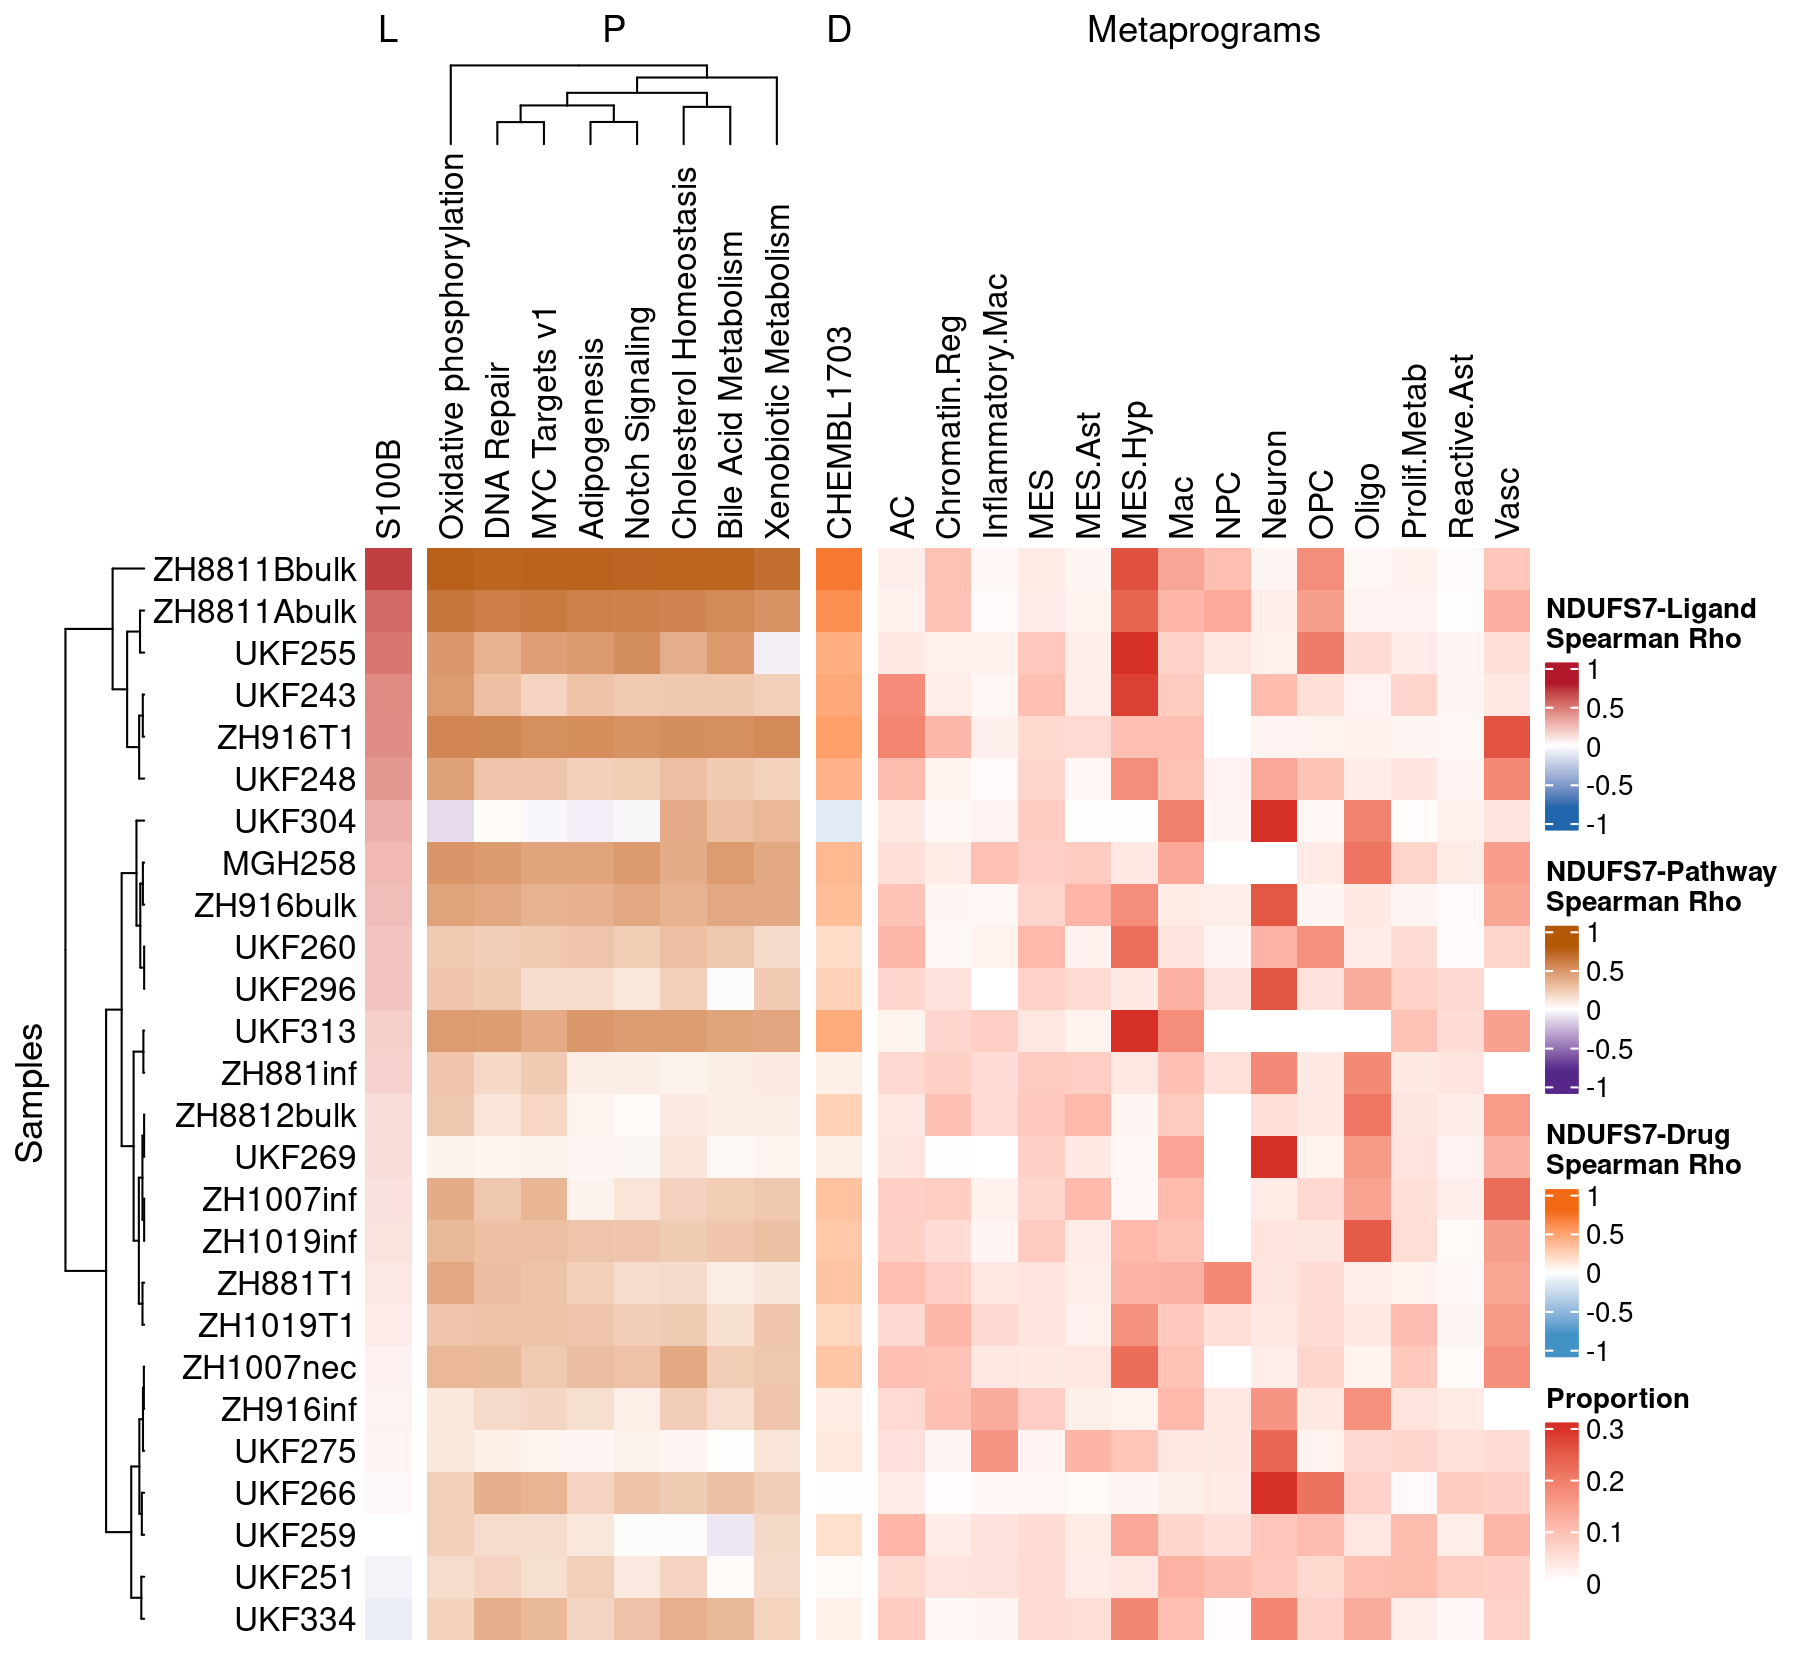 L P D Metaprograms
S100B
Oxidative phosphorylation
DNA Repair
MYC Targets v1
Adipogenesis
Notch Signaling
Cholesterol Homeostasis
Bile Acid Metabolism
Xenobiotic Metabolism
CHEMBL1703
AC
Chromatin.Reg
Inflammatory.Mac
MES
MES.Ast
MES.Hyp
Mac
NPC
Neuron
OPC
Oligo
Prolif.Metab
Reactive.Ast
Vasc
Samples
ZH8811Bbulk
ZH8811Abulk
UKF255
UKF243
ZH916T1
UKF248
UKF304
MGH258
ZH916bulk
UKF260
UKF296
UKF313
ZH881inf
ZH8812bulk
UKF269
ZH1007inf
ZH1019inf
ZH881T1
ZH1019T1
ZH1007nec
ZH916inf
UKF275
UKF266
UKF259
UKF251
UKF334
NDUFS7-Ligand
Spearman Rho
1
0.5
0
-0.5
-1
NDUFS7-Pathway
Spearman Rho
1
0.5
0
-0.5
-1
NDUFS7-Drug
Spearman Rho
1
0.5
0
-0.5
-1
Proportion
0.3
0.2
0.1
0